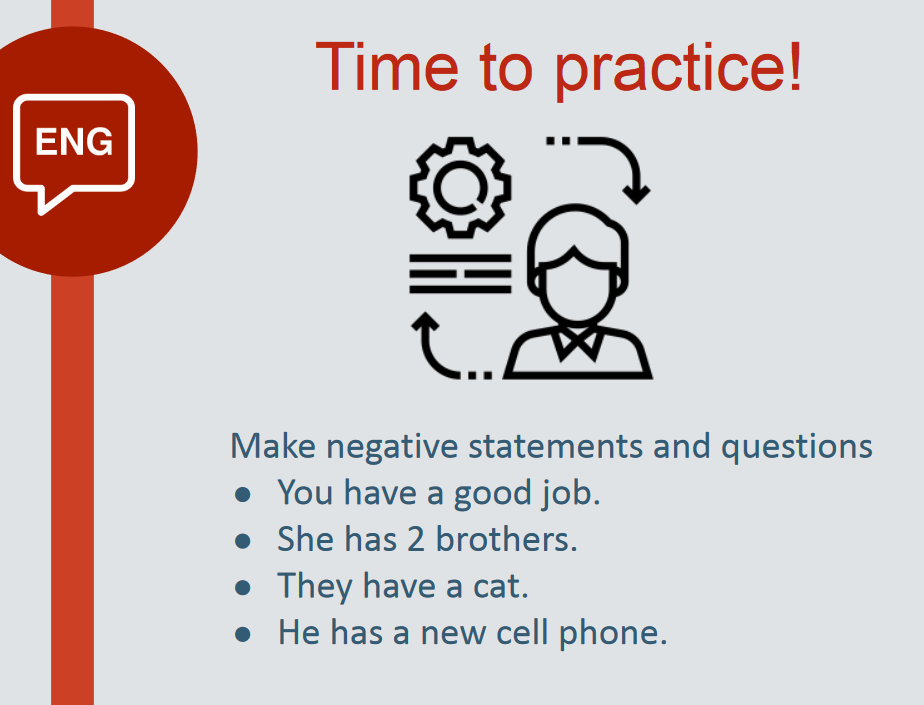 Time to practice!
ENG
Make negative statements and questions
● You have a good job.
● She has 2 brothers.
● They have a cat.
● He has a new cell phone.